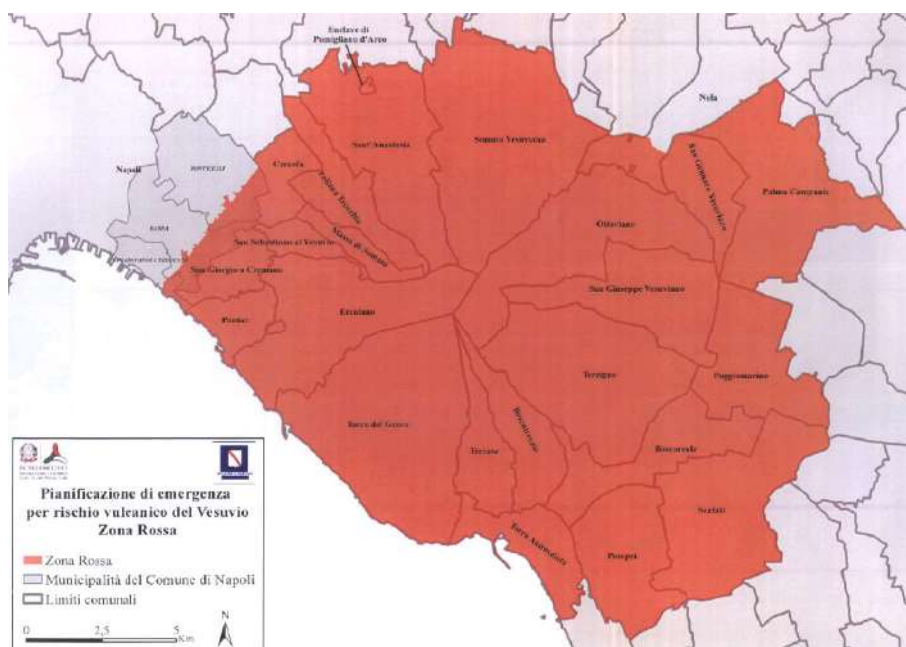 Enclave di
Pomigliano d'Arco
Nola
Sant'Anastasia
Somma Vesuviana
San Gennaro Vesuviano
Palma Campania
Napoli
Cercola
Pollena Trocchia
Massa di Somma
Ottaviano
San Sebastiano al Vesuvio
San Giorgio a Cremano
San Giuseppe Vesuviano
Ercolano
Portici
Terzigno
Poggiomarino
Torre del Greco
Trecase
Boscotrecase
Boscoreale
Scafati
Torre Annunziata
Pompei
Pianificazione di emergenza
per rischio vulcanico del Vesuvio
Zona Rossa
Zona Rossa
Municipalità del Comune di Napoli
Limiti comunali
N
0 2,5 5
Km